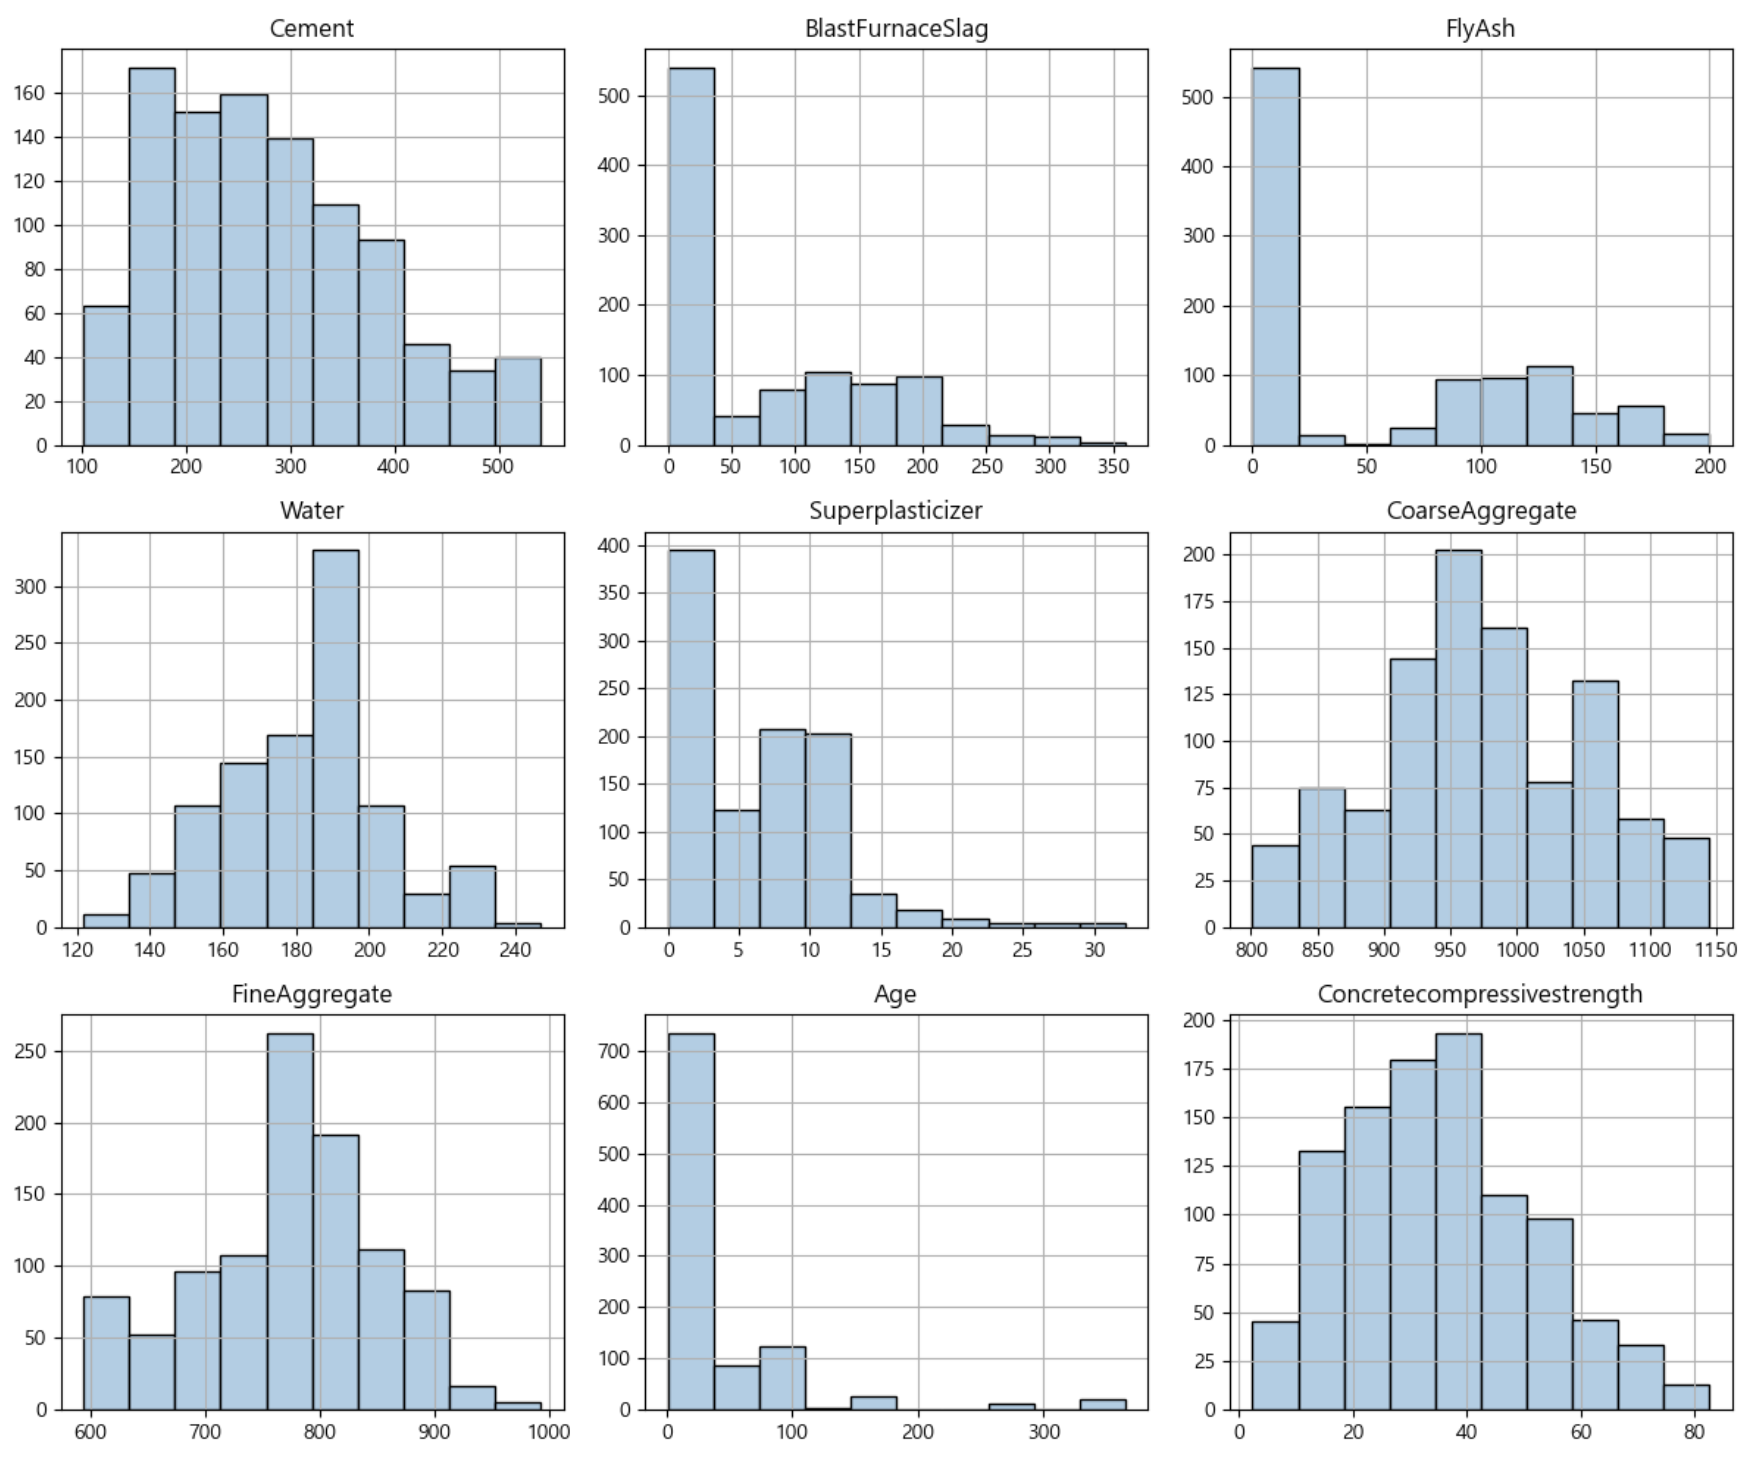 Cement BlastFurnaceSlag FlyAsh
160 500 500
140
120 400 400
100 300 300
80
60 200 200
40 100 100
20
0 0 0
100 200 300 400 500 0 50 100 150 200 250 300 350 0 50 100 150 200
Water Superplasticizer CoarseAggregate
400 200
300 350 175
250 300 150
200 250 125
150 200 100
100 150 75
50 100 50
50 25
0 0 0
120 140 160 180 200 220 240 0 5 10 15 20 25 30 800 850 900 950 1000 1050 1100 1150
FineAggregate Age Concretecompressivestrength
250 700 200
600 175
200 500 150
150 400 125
300 100
100 200 75
50 100 50
25
0 0 0
600 700 800 900 1000 0 100 200 300 0 20 40 60 80